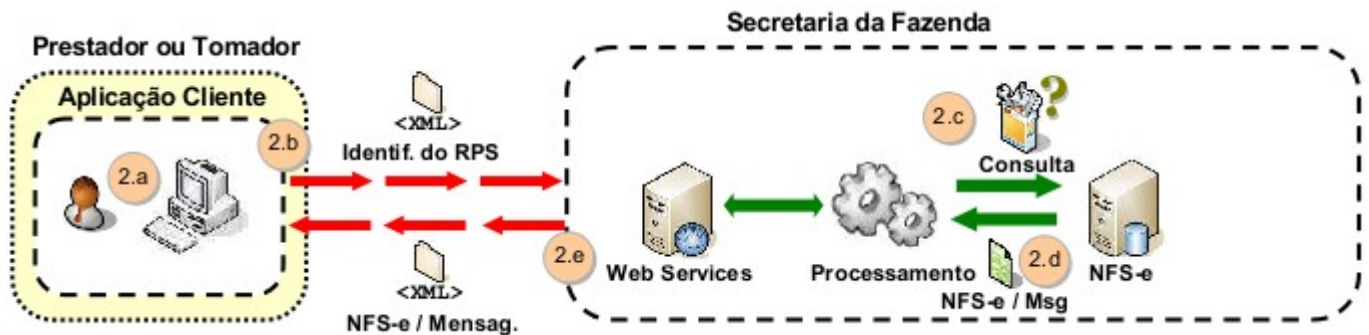 Secretaria da Fazenda
Prestador ou Tomador
Aplicação Cliente
2.a
2.b
<XML>
Identif. do RPS
<XML>
NFS-e / Mensag.
2.e
Web Services
Processamento
2.c
?
Consulta
2.d
NFS-e / Msg
NFS-e